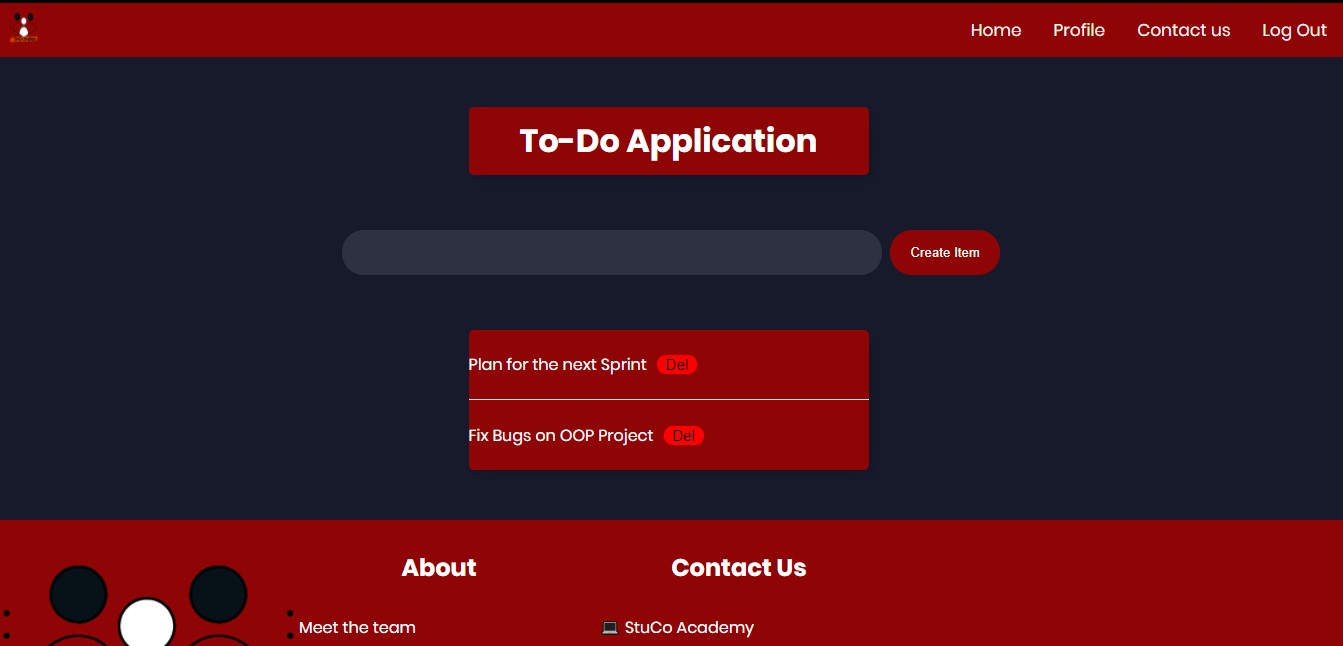 Home Profile Contact us Log Out
To-Do Application
Create Item
Plan for the next Sprint Del
Fix Bugs on OOP Project Del
About Contact Us
Meet the team 💻 StuCo Academy